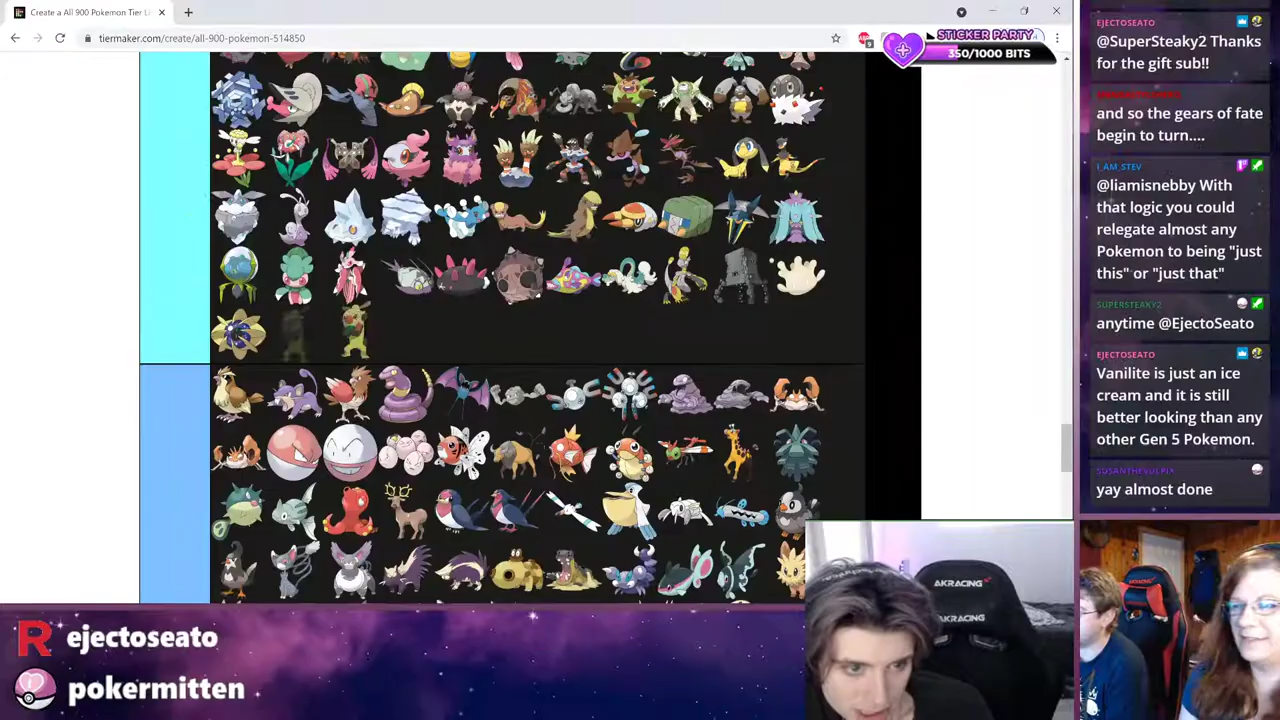 Create a All 900 Pokemon Tier Li
tiermaker.com/create/all-900-pokemon-514850
STICKER PARTY
350/1000 BITS
EJECTOSEATO
@SuperSteaky2 Thanks
for the gift sub!!
and so the gears of fate
begin to turn....
I_AM_STEV
@liamisnebby With
that logic you could
relegate almost any
Pokemon to being "just
this" or "just that"
SUPERSTEAKY2
anytime @EjectoSeato
EJECTOSEATO
Vanilite is just an ice
cream and it is still
better looking than any
other Gen 5 Pokemon.
SUSANTHEVULPIX
yay almost done
AKRACING
AKRACING
R ejectoseato
pokermitten